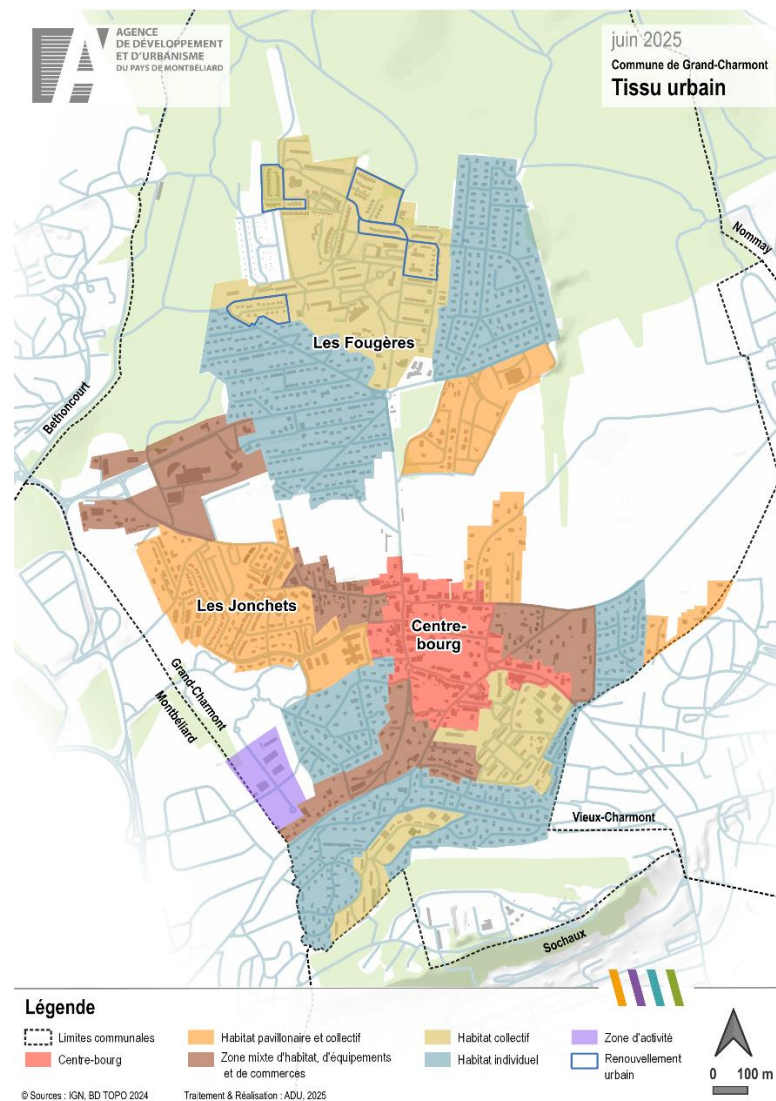 AGENCE
DE DÉVELOPPEMENT
ET D'URBANISME
DU PAYS DE MONTBÉLIARD
juin 2025
Commune de Grand-Charmont
Tissu urbain
Nommay
Les Fougères
Bethoncourt
Les Jonchets
Centre-
bourg
Grand-Charmont
Montbéliard
Vieux-Charmont
Sochaux
Légende
Limites communales
Centre-bourg
Habitat pavillonaire et collectif
Zone mixte d'habitat, d'équipements
et de commerces
Habitat collectif
Habitat individuel
Zone d'activité
Renouvellement
urbain
0 100 m
© Sources : IGN, BD TOPO 2024
Traitement & Réalisation : ADU, 2025